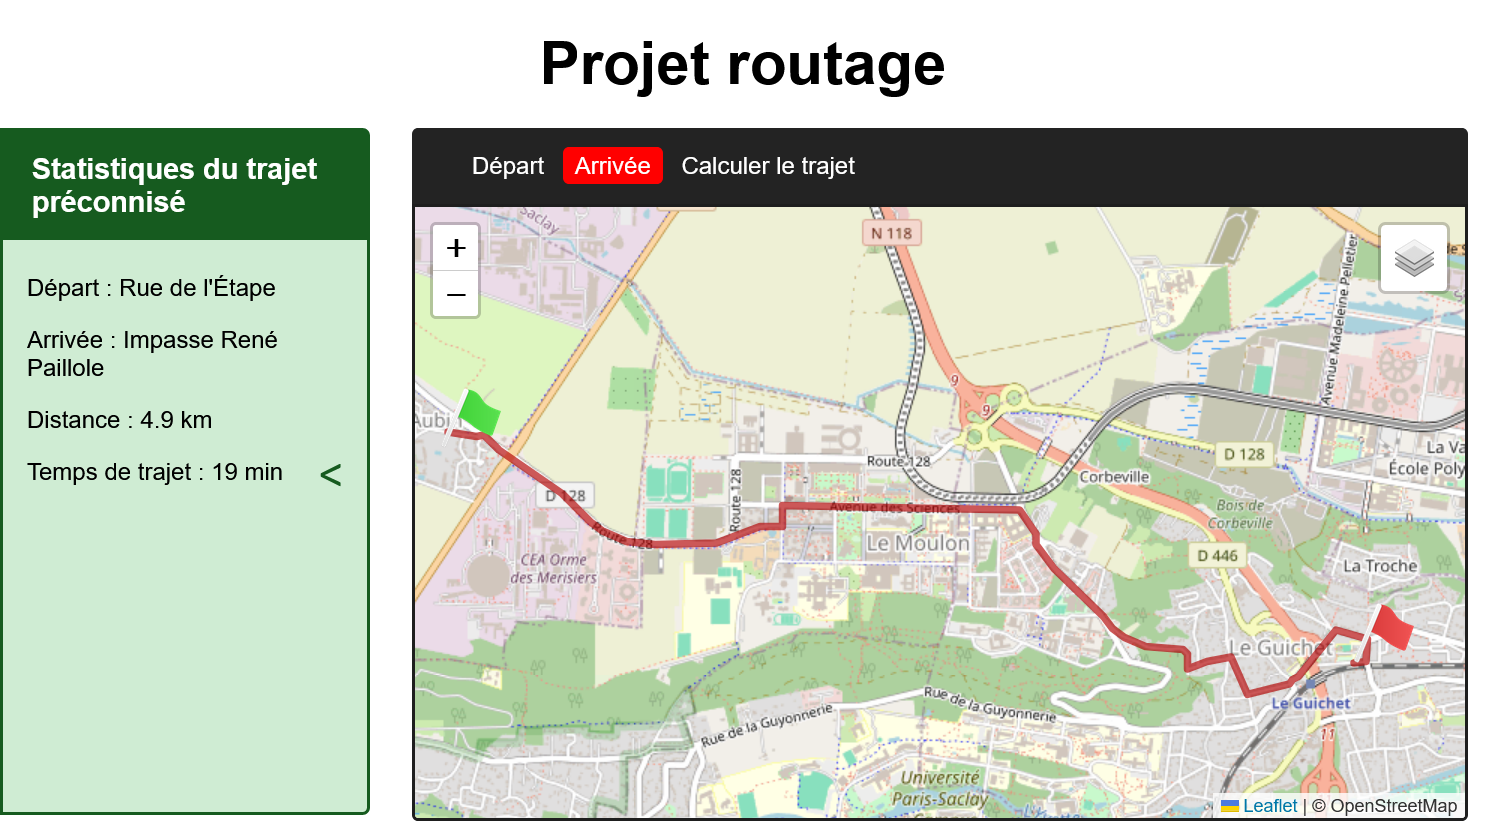 Projet routage
Statistiques du trajet
préconnisé
Départ : Rue de l'Étape
Arrivée : Impasse René
Paillole
Distance : 4.9 km
Temps de trajet : 19 min
<
Départ
Arrivée
Calculer le trajet
+
−
Saclay
N 118
9
9
Avenue Madeleine Pelletier
Route 128
Route 128
D 128
D 128
Route 128
Avenue des Sciences
Le Moulon
CEA Orme
des Merisiers
Corbeville
Bois de
Corbeville
La Va
École Poly
D 446
La Troche
Le Guichet
Le Guichet
11
Rue de la Guyonnerie
Rue de la Guyonnerie
Université
Paris-Saclay
Leaflet | © OpenStreetMap